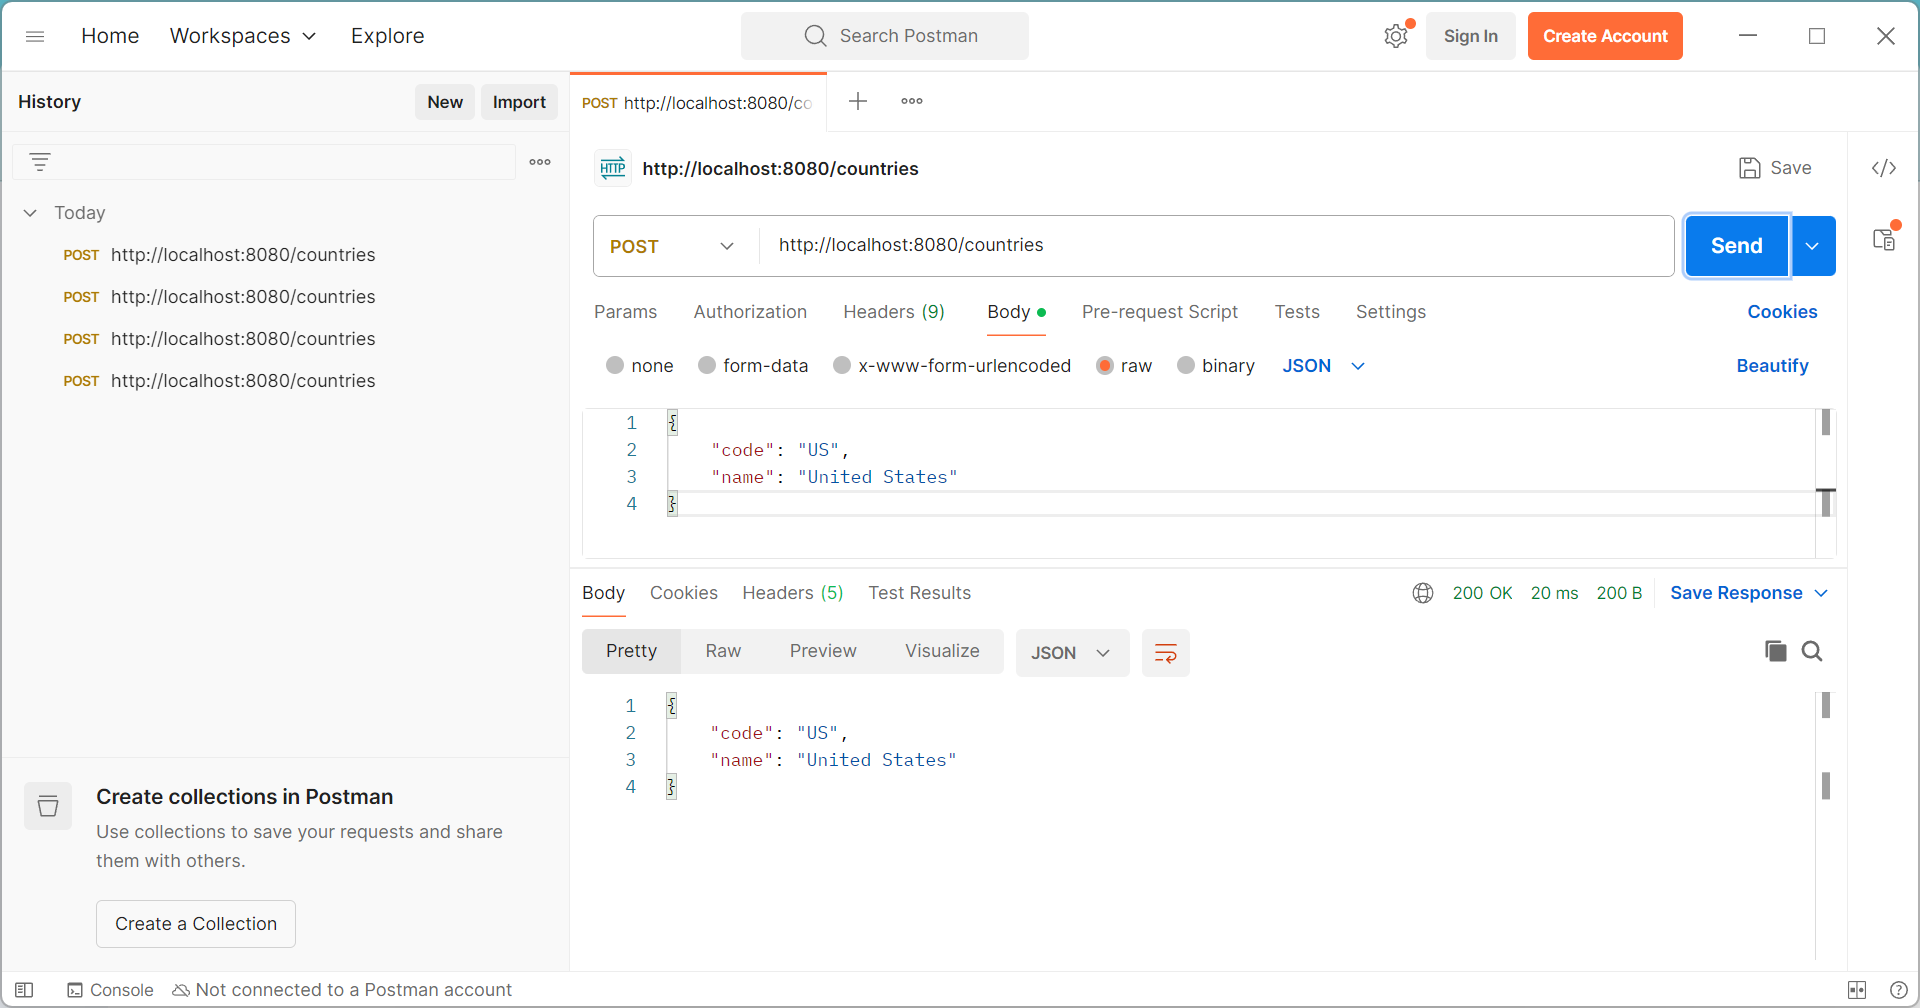 Home Workspaces Explore Search Postman Sign In Create Account
History New Import
POST http://localhost:8080/co
Today
POST http://localhost:8080/countries
POST http://localhost:8080/countries
POST http://localhost:8080/countries
POST http://localhost:8080/countries
Create collections in Postman
Use collections to save your requests and share
them with others.
Create a Collection
HTTP http://localhost:8080/countries Save </>
POST http://localhost:8080/countries Send
Params Authorization Headers (9) Body Pre-request Script Tests Settings Cookies
none form-data x-www-form-urlencoded raw binary JSON Beautify
1 {
2 "code": "US",
3 "name": "United States"
4 }
Body Cookies Headers (5) Test Results 200 OK 20 ms 200 B Save Response
Pretty Raw Preview Visualize JSON
1 {
2 "code": "US",
3 "name": "United States"
4 }
Console Not connected to a Postman account